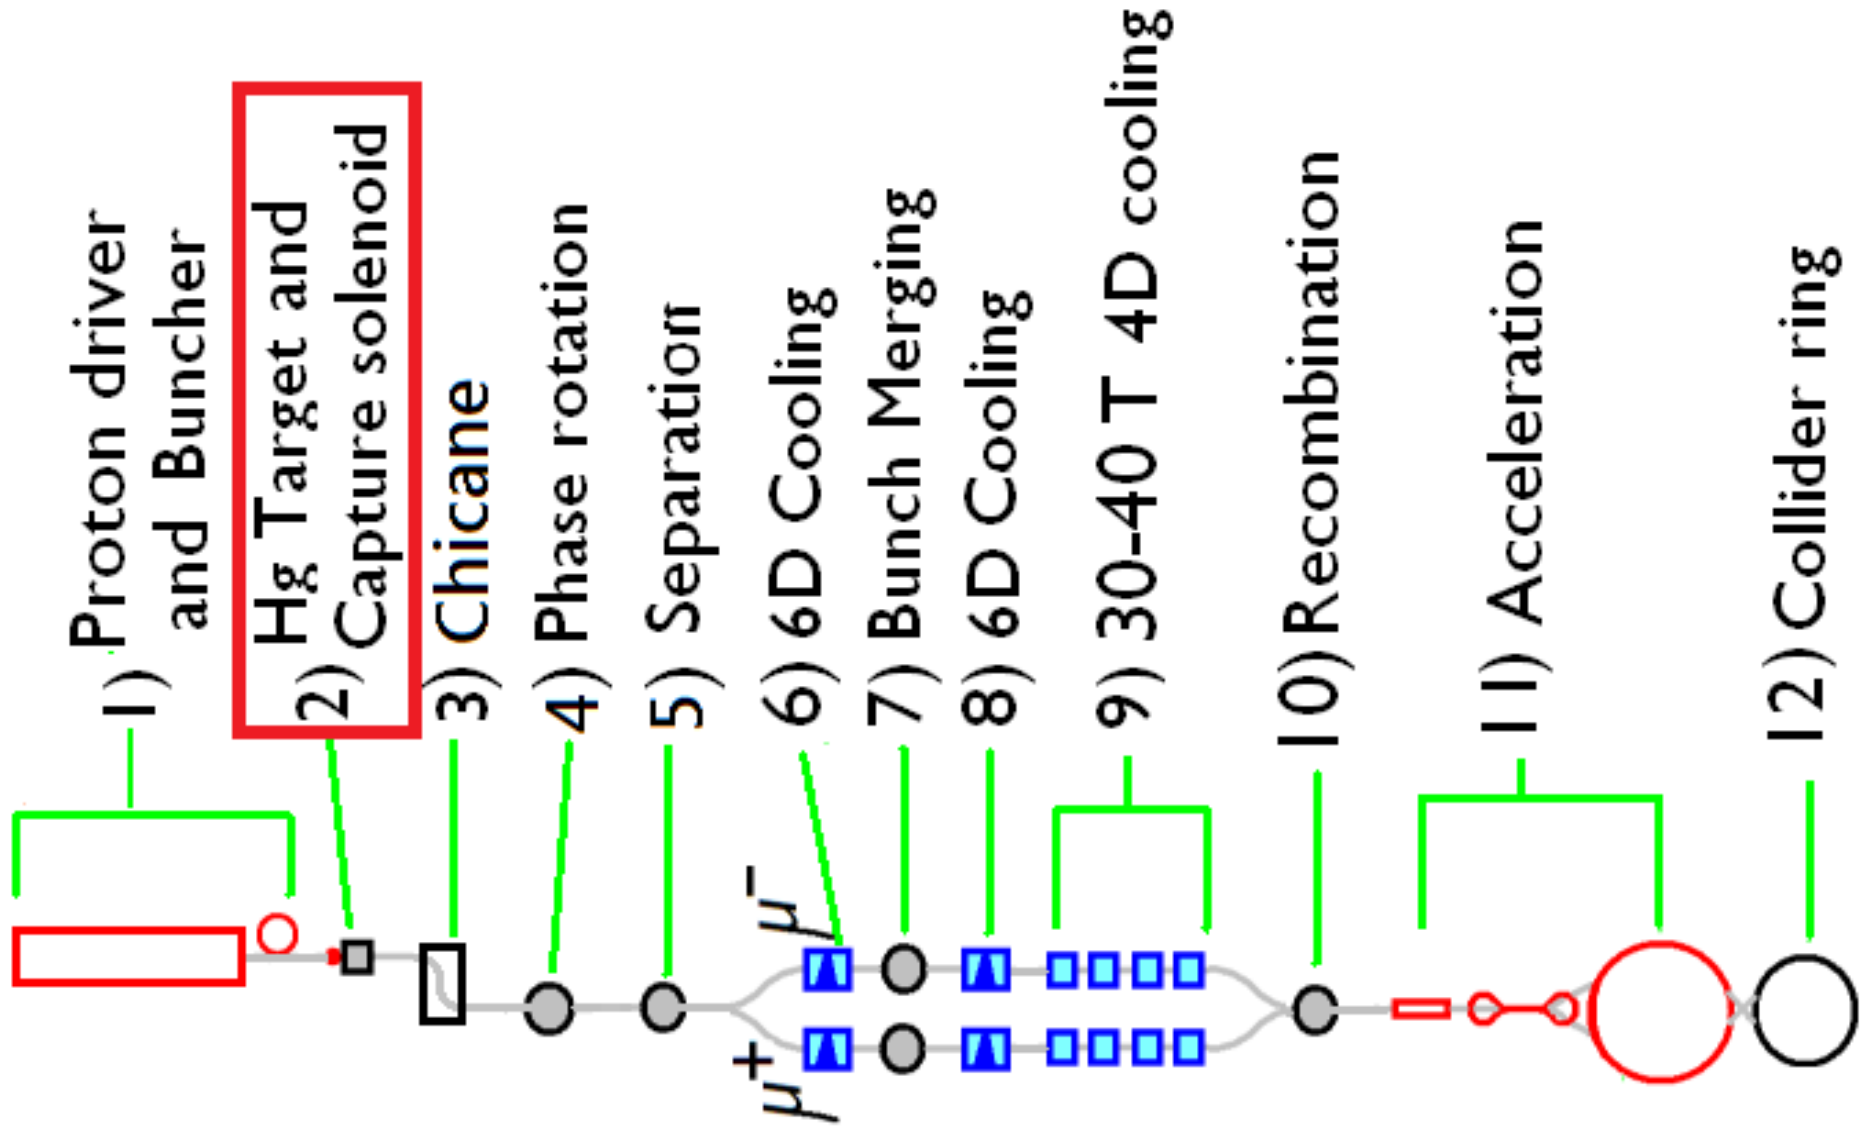 1) Proton driver
and Buncher
2) Hg Target and
Capture solenoid
3) Chicane
4) Phase rotation
5) Separation
6) 6D Cooling
7) Bunch Merging
8) 6D Cooling
9) 30-40 T 4D cooling
10) Recombination
11) Acceleration
12) Collider ring
μ−
μ+